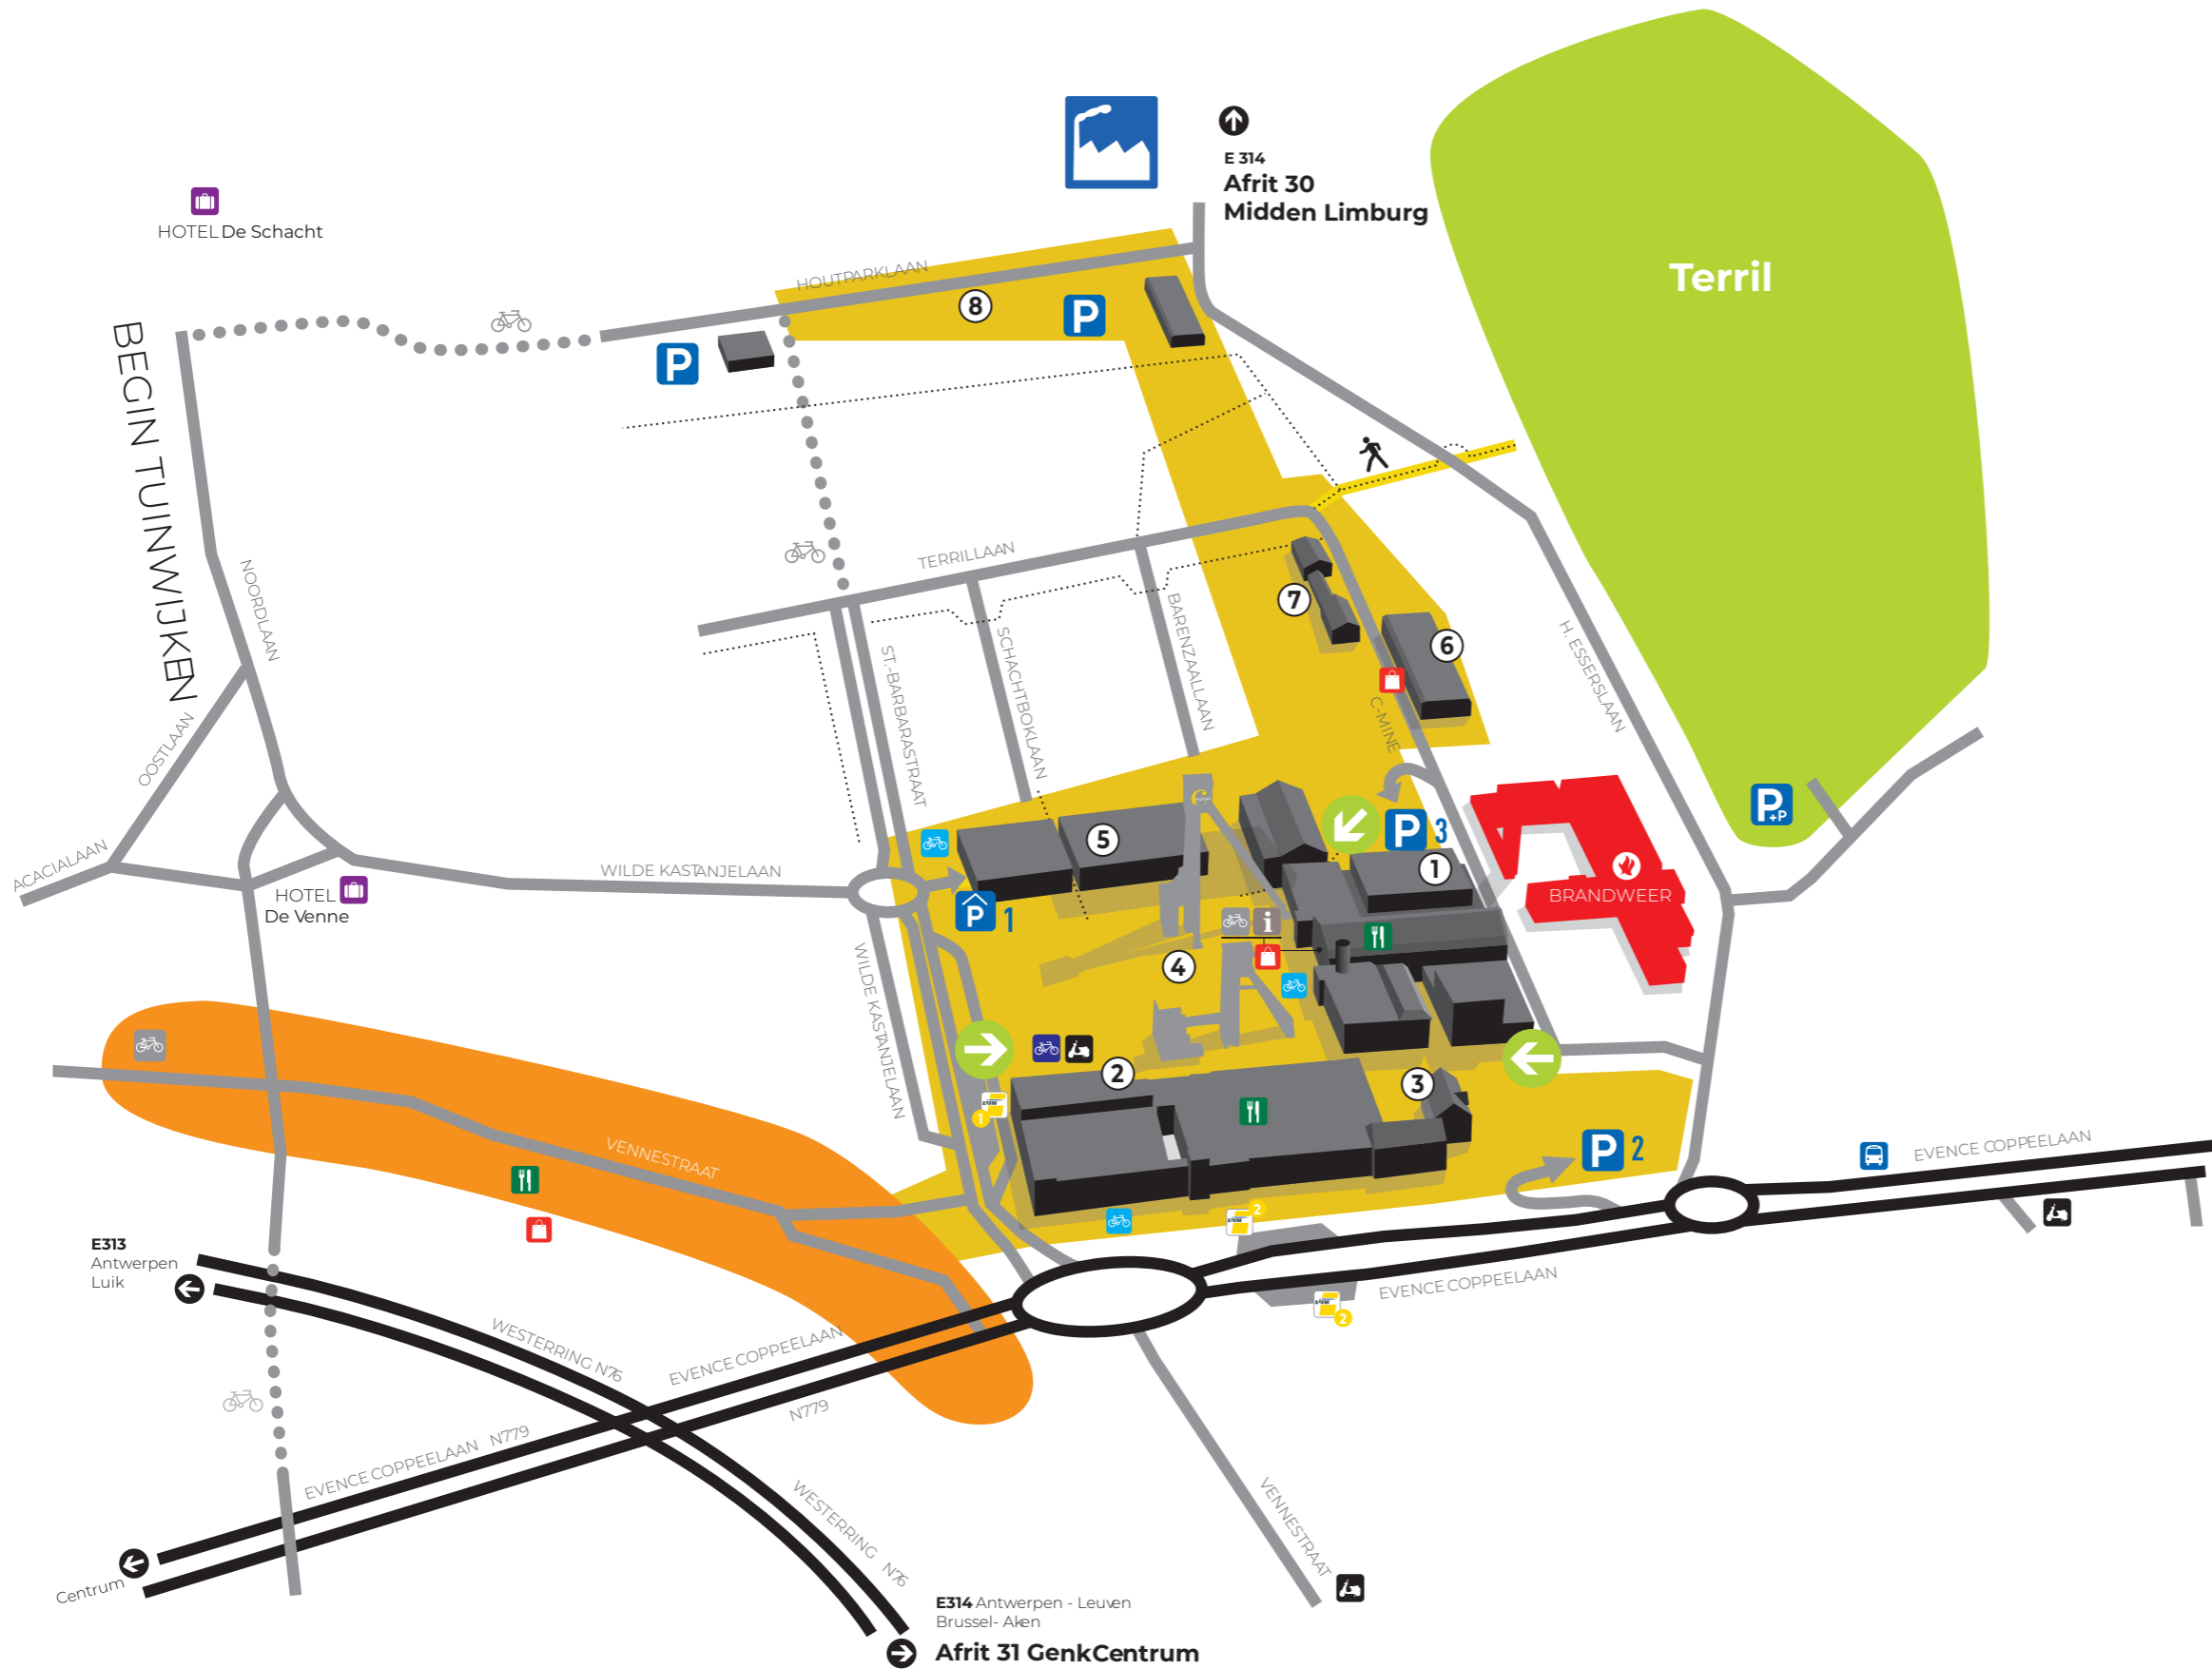 E 314
Afrit 30
Midden Limburg
Terril
HOTEL De Schacht
HOUTPARKLAAN
8
P
P
BEGIN TUINWIJKEN
NOORDLAAN
OOSTLAAN
ACACIALAAN
TERRILLAAN
ST.-BARBARASTRAAT
SCHACHTBOKLAAN
BARENZAALLAAN
7
6
C-MINE
H. ESSERSLAAN
P
+P
P 3
5
1
BRANDWEER
WILDE KASTANJELAAN
HOTEL
De Venne
P 1
i
4
WILDE KASTANJELAAN
2
3
1
P 2
VENNESTRAAT
EVENCE COPPEELAAN
2
2
EVENCE COPPEELAAN
E313
Antwerpen
Luik
WESTERRING N76
EVENCE COPPEELAAN
N779
EVENCE COPPEELAAN N779
WESTERRING N76
VENNESTRAAT
Centrum
E314 Antwerpen - Leuven
Brussel- Aken
Afrit 31 GenkCentrum